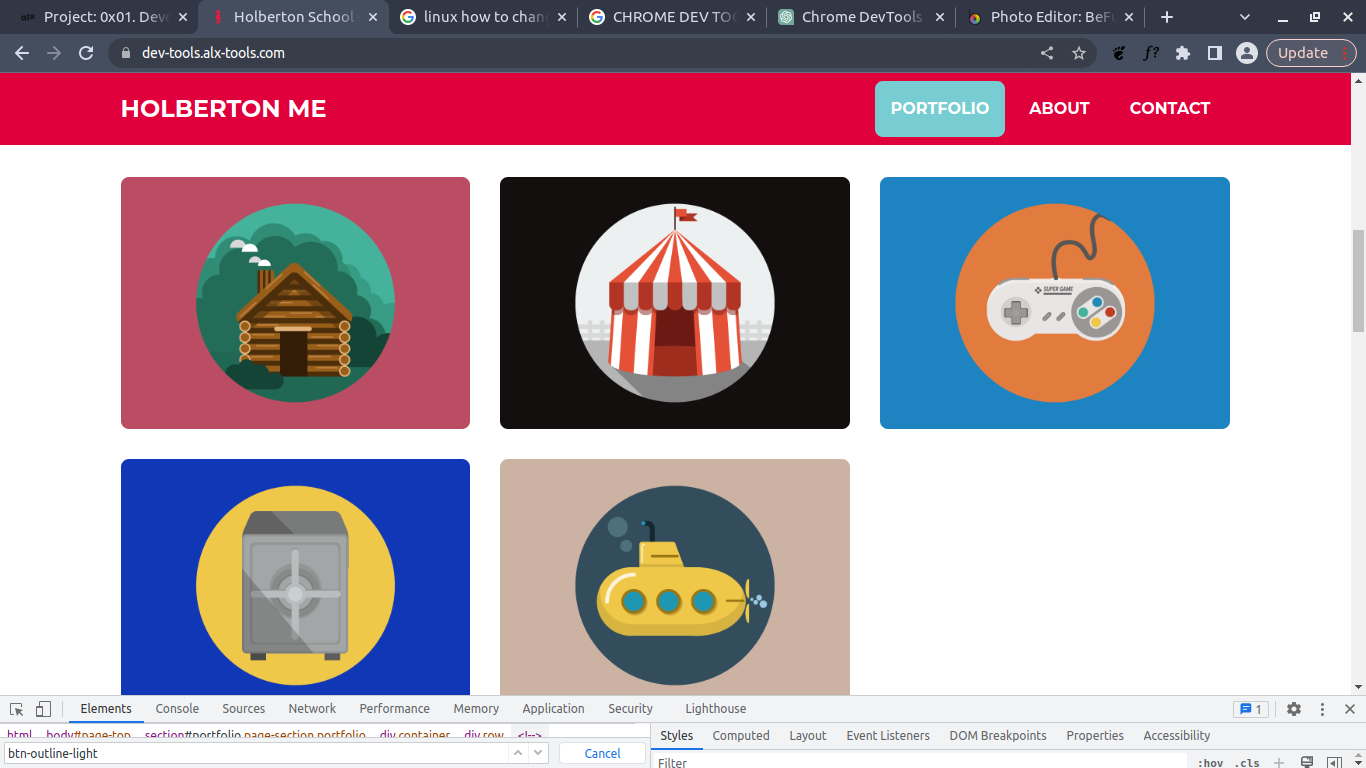 Project: 0x01. Deve
Holberton School
linux how to chan
CHROME DEV TOO
Chrome DevTools
Photo Editor: BeFu
dev-tools.alx-tools.com
f?
Update
HOLBERTON ME
PORTFOLIO
ABOUT
CONTACT
SUPER GAME
Elements
Console
Sources
Network
Performance
Memory
Application
Security
Lighthouse
1
html body#page-top section#portfolio.page-section.portfolio div.container div.row <!-->
btn-outline-light
Cancel
Styles
Computed
Layout
Event Listeners
DOM Breakpoints
Properties
Accessibility
Filter
:hov .cls